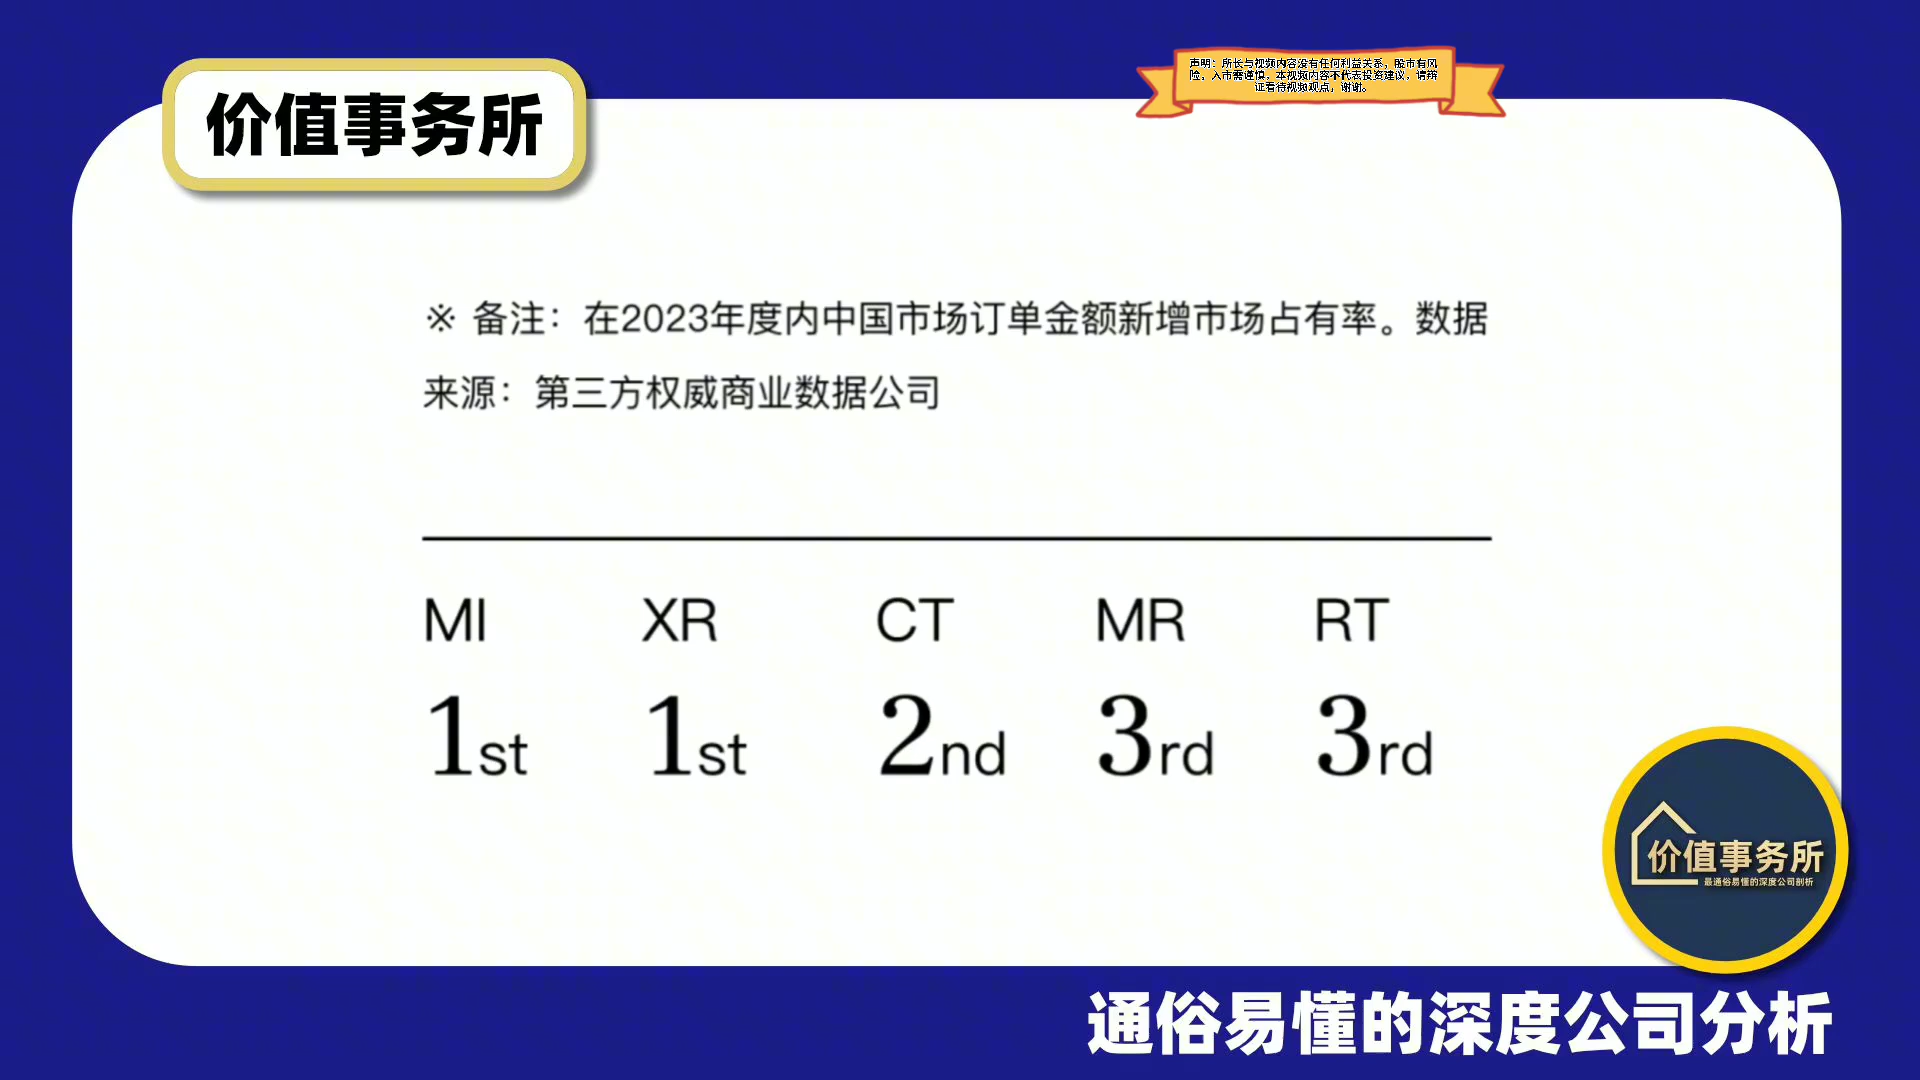 价值事务所
声明：所长与视频内容没有任何利益关系，股市有风
险，入市需谨慎，本视频内容不代表投资建议，请辩
证看待视频观点，谢谢。
※ 备注：在2023年度内中国市场订单金额新增市场占有率。数据
来源：第三方权威商业数据公司
MI XR CT MR RT
1st 1st 2nd 3rd 3rd
价值事务所
最通俗易懂的深度公司剖析
通俗易懂的深度公司分析